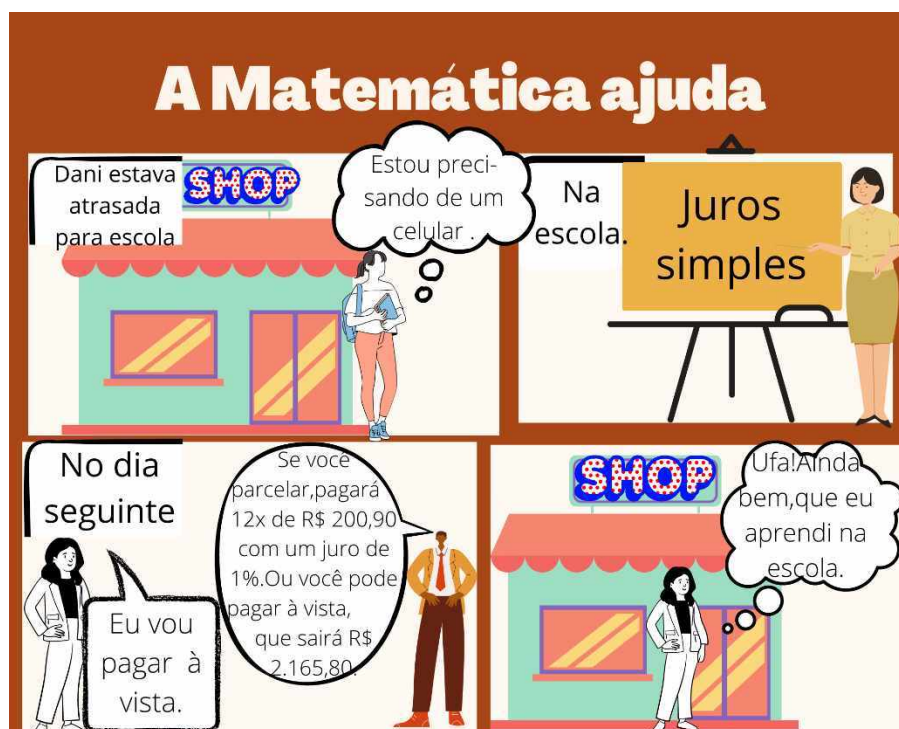 A Matemática ajuda
Dani estava
atrasada
para escola
SHOP
Estou preci-
sando de um
celular .
Na
escola.
Juros
simples
No dia
seguinte
Eu vou
pagar à
vista.
Se você
parcelar,pagará
12x de R$ 200,90
com um juro de
1%.Ou você pode
pagar à vista,
que sairá R$
2.165,80.
SHOP
Ufa!Ainda
bem,que eu
aprendi na
escola.